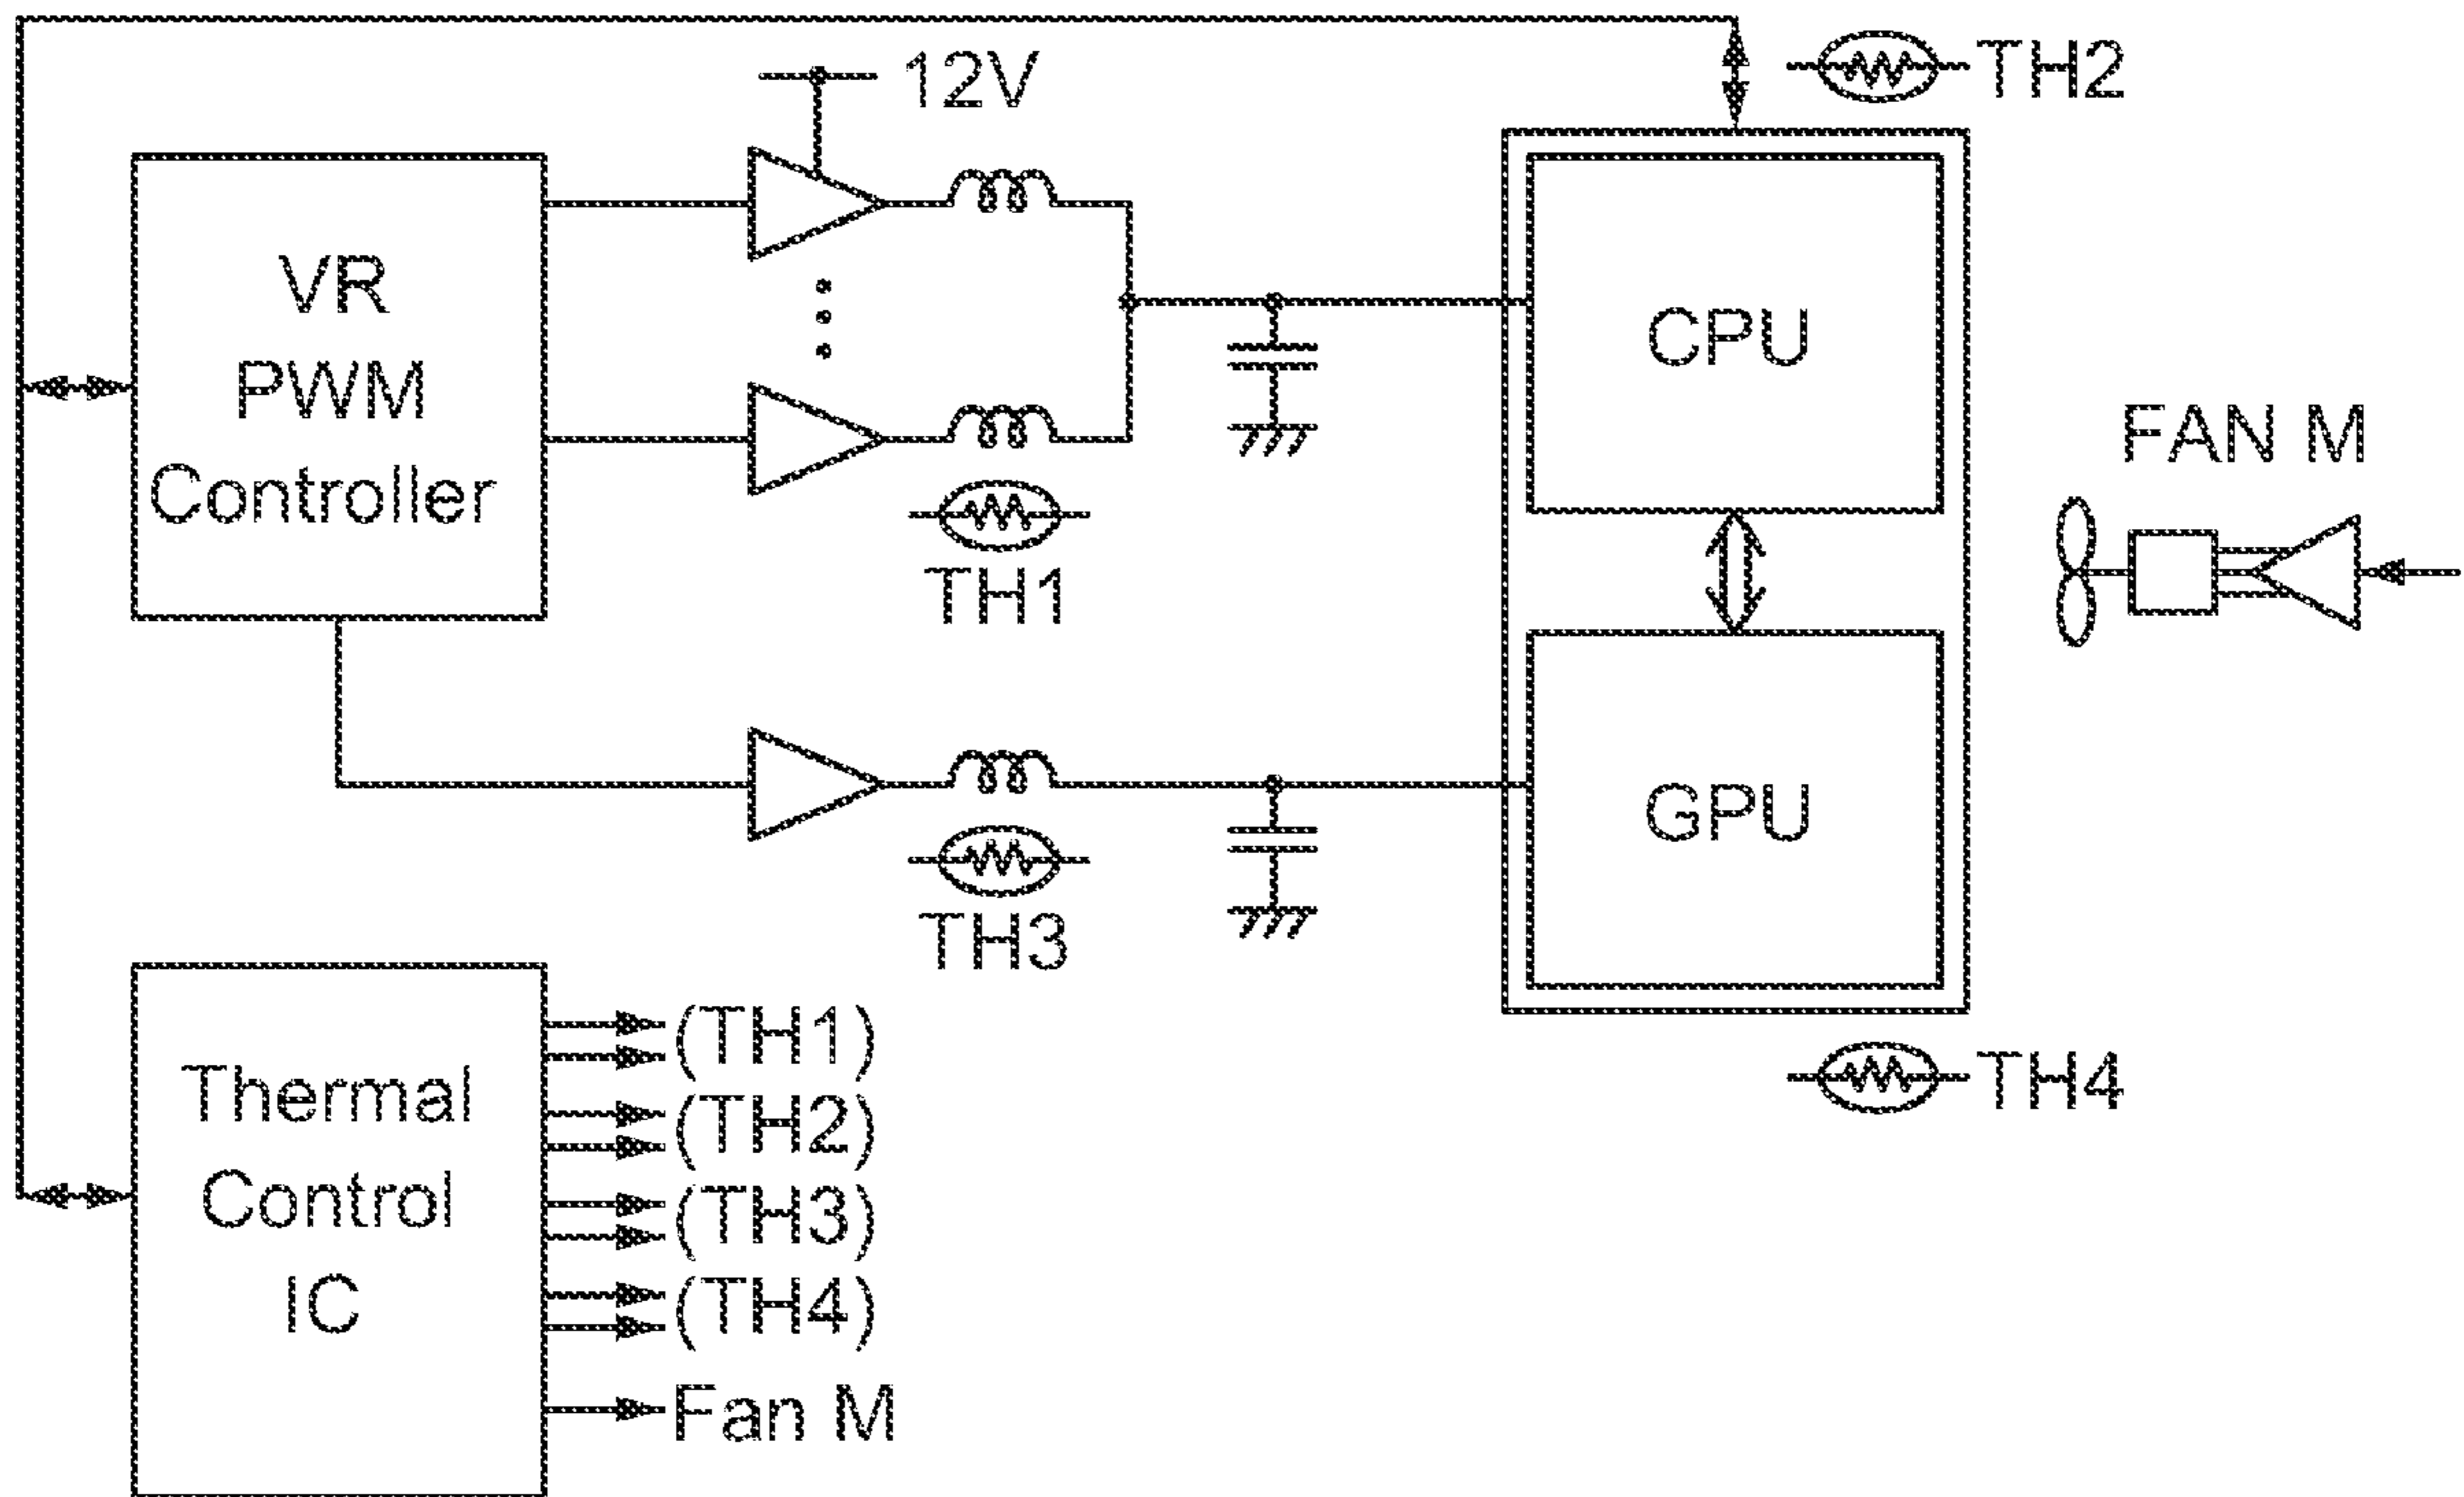 12V
TH2
VR
PWM
Controller
CPU
FAN M
TH1
GPU
TH3
Thermal
Control
IC
(TH1)
(TH2)
(TH3)
(TH4)
Fan M
TH4